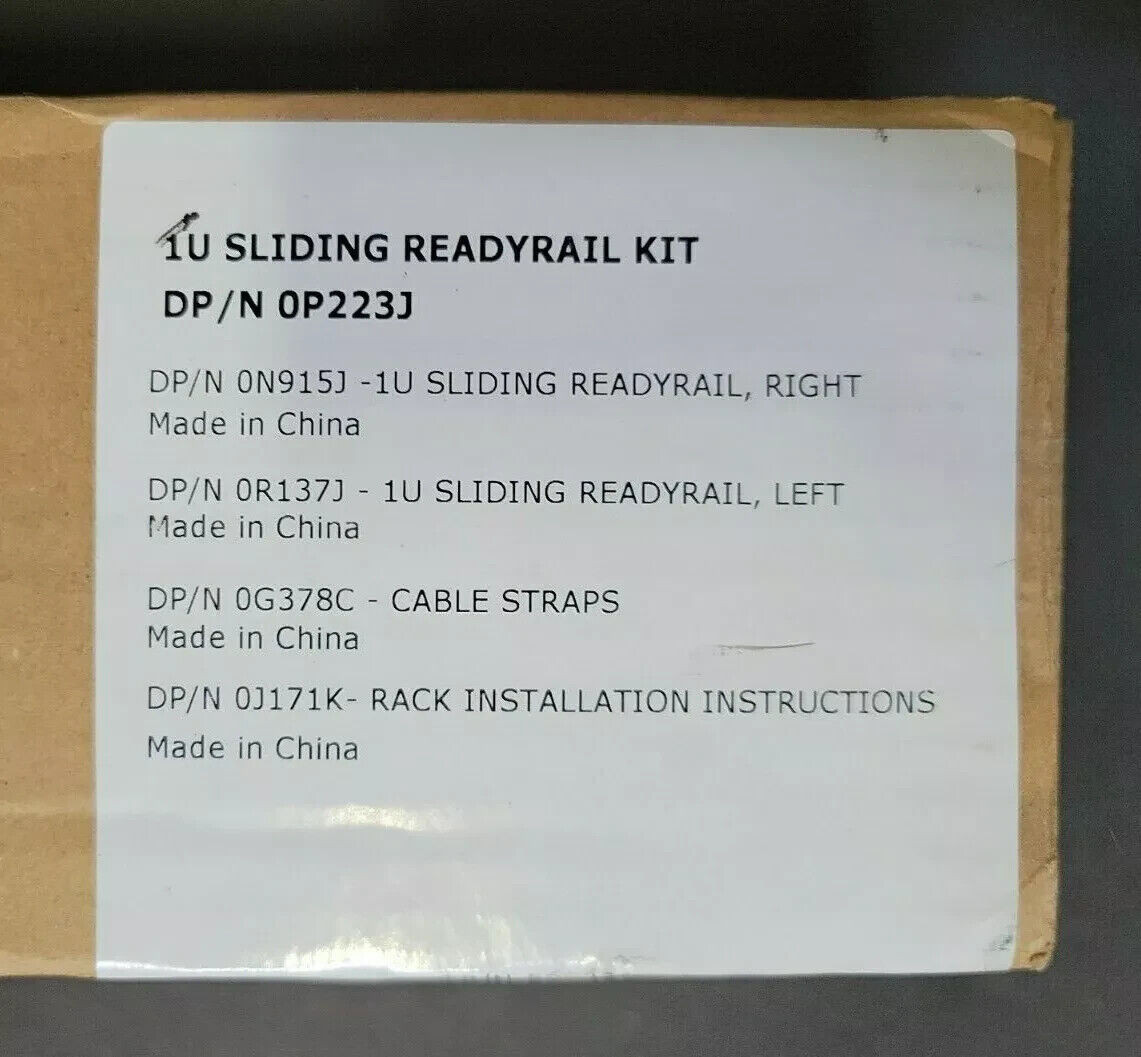 1U SLIDING READYRAIL KIT
DP/N 0P223J
DP/N 0N915J -1U SLIDING READYRAIL, RIGHT
Made in China
DP/N 0R137J - 1U SLIDING READYRAIL, LEFT
Made in China
DP/N 0G378C - CABLE STRAPS
Made in China
DP/N 0J171K- RACK INSTALLATION INSTRUCTIONS
Made in China